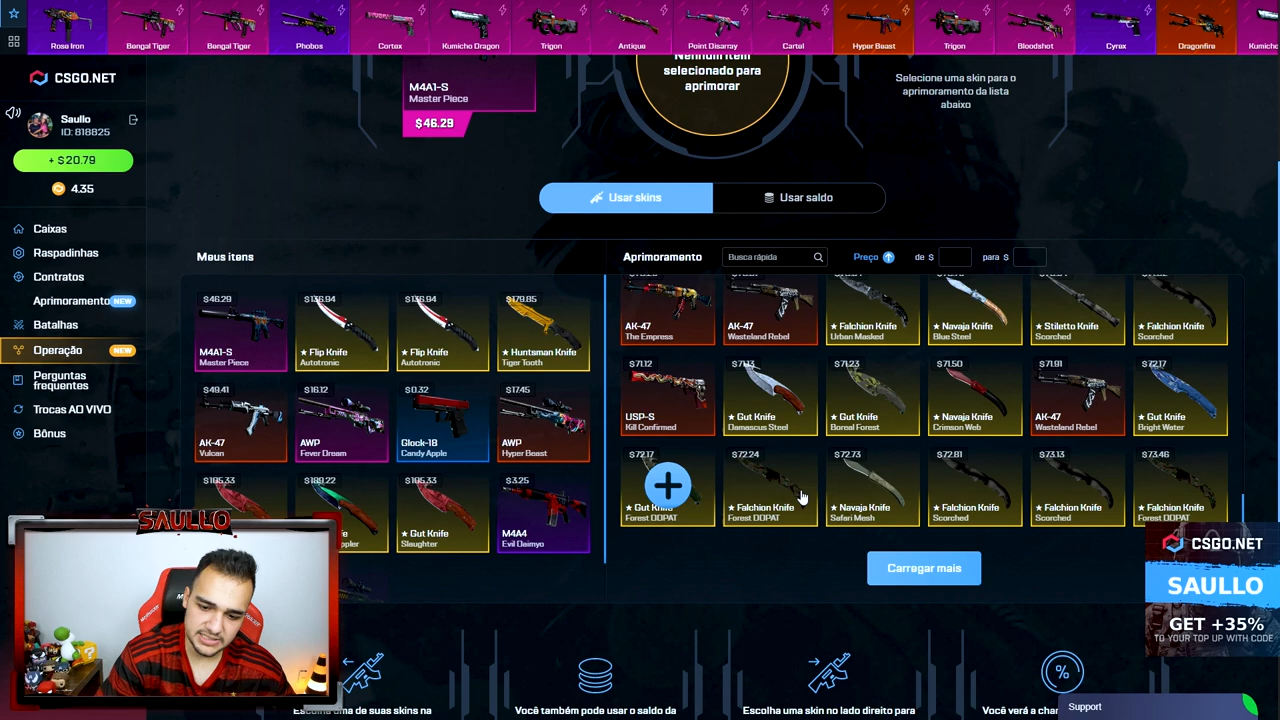 Rose Iron
Bengal Tiger
Bengal Tiger
Phobos
Cortex
Kumicho Dragon
Trigon
Antique
Point Disarray
Cartel
Hyper Beast
Trigon
Bloodshot
Cyrex
Dragonfire
CSGO.NET
Saullo
ID: 818825
+ $20.79
4.35
Caixas
Raspadinhas
Contratos
Aprimoramento NEW
Batalhas
Operação NEW
Perguntas
frequentes
Trocas AO VIVO
Bônus
M4A1-S
Master Piece
$46.29
Nenhum item
selecionado para
aprimorar
Selecione uma skin para o
aprimoramento da lista
abaixo
Usar skins
Usar saldo
Meus itens
Aprimoramento
Busca rápida
Preço
de $
para $
$46.29
M4A1-S
Master Piece
$136.94
★ Flip Knife
Autotronic
$136.94
★ Flip Knife
Autotronic
$179.85
★ Huntsman Knife
Tiger Tooth
$49.41
AK-47
Vulcan
$16.12
AWP
Fever Dream
$0.32
Glock-18
Candy Apple
$17.45
AWP
Hyper Beast
★ Gut Knife
Slaughter
$3.25
M4A4
Evil Daimyo
AK-47
The Empress
AK-47
Wasteland Rebel
★ Falchion Knife
Urban Masked
★ Navaja Knife
Blue Steel
★ Stiletto Knife
Scorched
★ Falchion Knife
Scorched
$71.12
USP-S
Kill Confirmed
$71.13
★ Gut Knife
Damascus Steel
$71.23
★ Gut Knife
Boreal Forest
$71.50
★ Navaja Knife
Crimson Web
$71.91
AK-47
Wasteland Rebel
$72.17
★ Gut Knife
Bright Water
$72.17
★ Gut Knife
Forest DDPAT
$72.24
★ Falchion Knife
Forest DDPAT
$72.73
★ Navaja Knife
Safari Mesh
$72.81
★ Falchion Knife
Scorched
$73.13
★ Falchion Knife
Scorched
$73.46
★ Falchion Knife
Forest DDPAT
Carregar mais
SAULLO
CSGO.NET
SAULLO
GET +35%
TO YOUR TOP UP WITH CODE
Escolha uma de suas skins na
Você também pode usar o saldo da
Escolha uma skin no lado direito para
Support